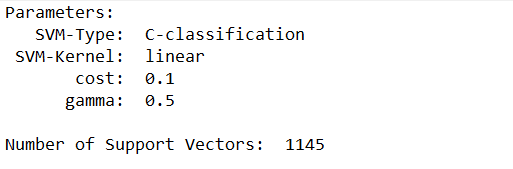 Parameters:
SVM-Type:  C-classification
SVM-Kernel:  linear
cost:  0.1
gamma:  0.5
Number of Support Vectors:  1145